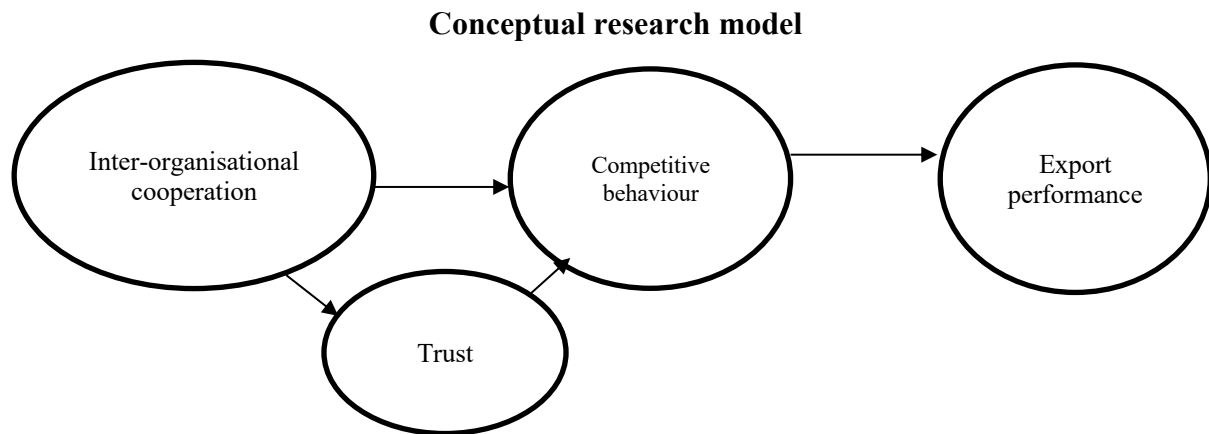 Conceptual research model
Inter-organisational
cooperation
Competitive
behaviour
Export
performance
Trust